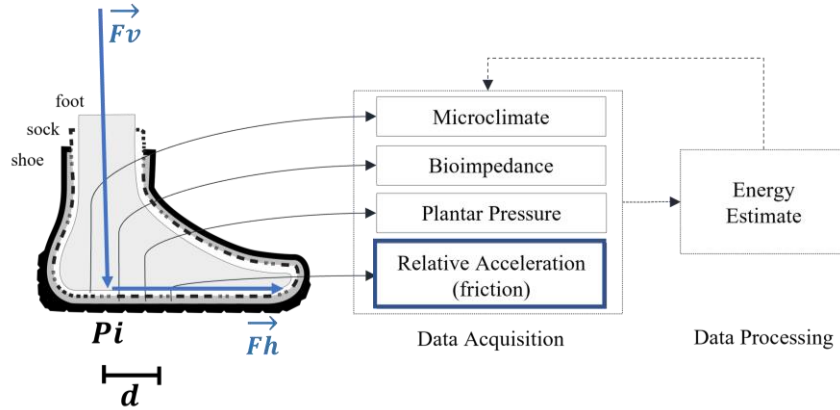 Fv
foot
sock
shoe
Pi
Fh
d
Microclimate
Bioimpedance
Plantar Pressure
Relative Acceleration
(friction)
Data Acquisition
Energy
Estimate
Data Processing